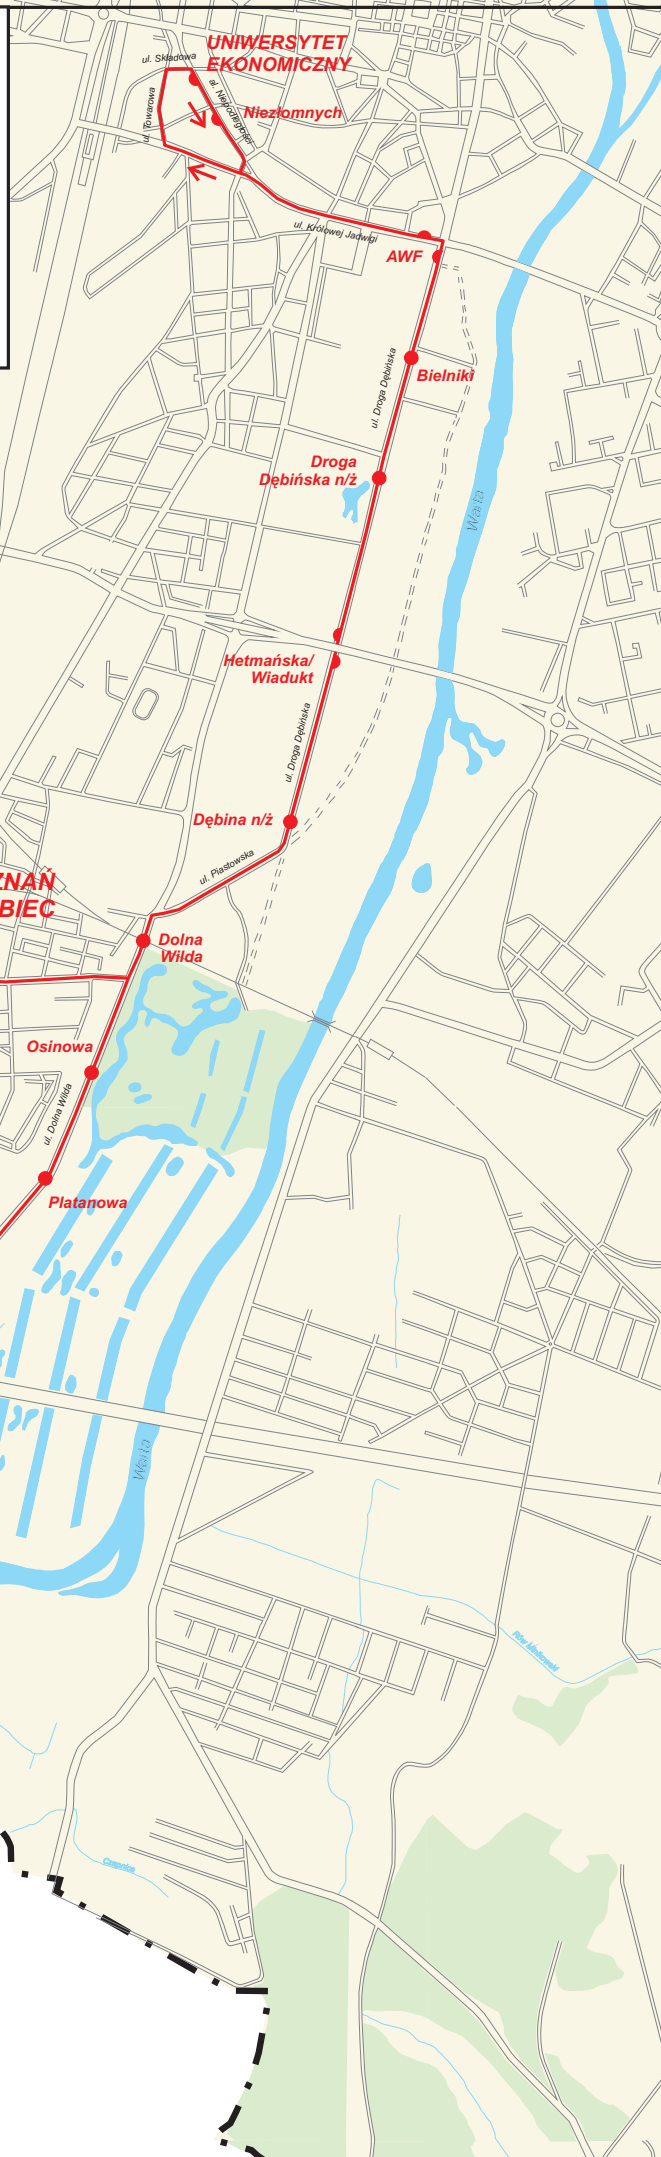 UNIWERSYTET
EKONOMICZNY
ul. Składowa
al. Niepodległości
Niezłomnych
ul. Towarowa
ul. Królowej Jadwigi
AWF
ul. Droga Dębińska
Bielniki
Droga
Dębińska n/ż
Warta
Hetmańska/
Wiadukt
ul. Droga Dębińska
Dębina n/ż
ul. Piastowska
ZNAŃ
BIEC
Dolna
Wilda
Osinowa
ul. Dolna Wilda
Platanowa
Warta
Czapnica